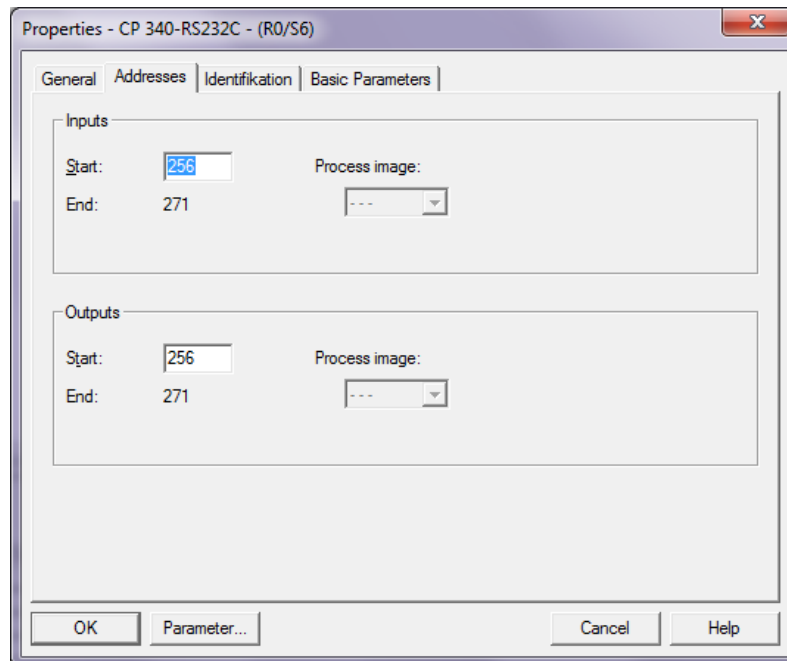 Properties - CP 340-RS232C - (R0/S6)
General Addresses Identifikation Basic Parameters
Inputs
Start: 256 Process image:
End: 271 - - -
Outputs
Start: 256 Process image:
End: 271 - - -
OK Parameter... Cancel Help